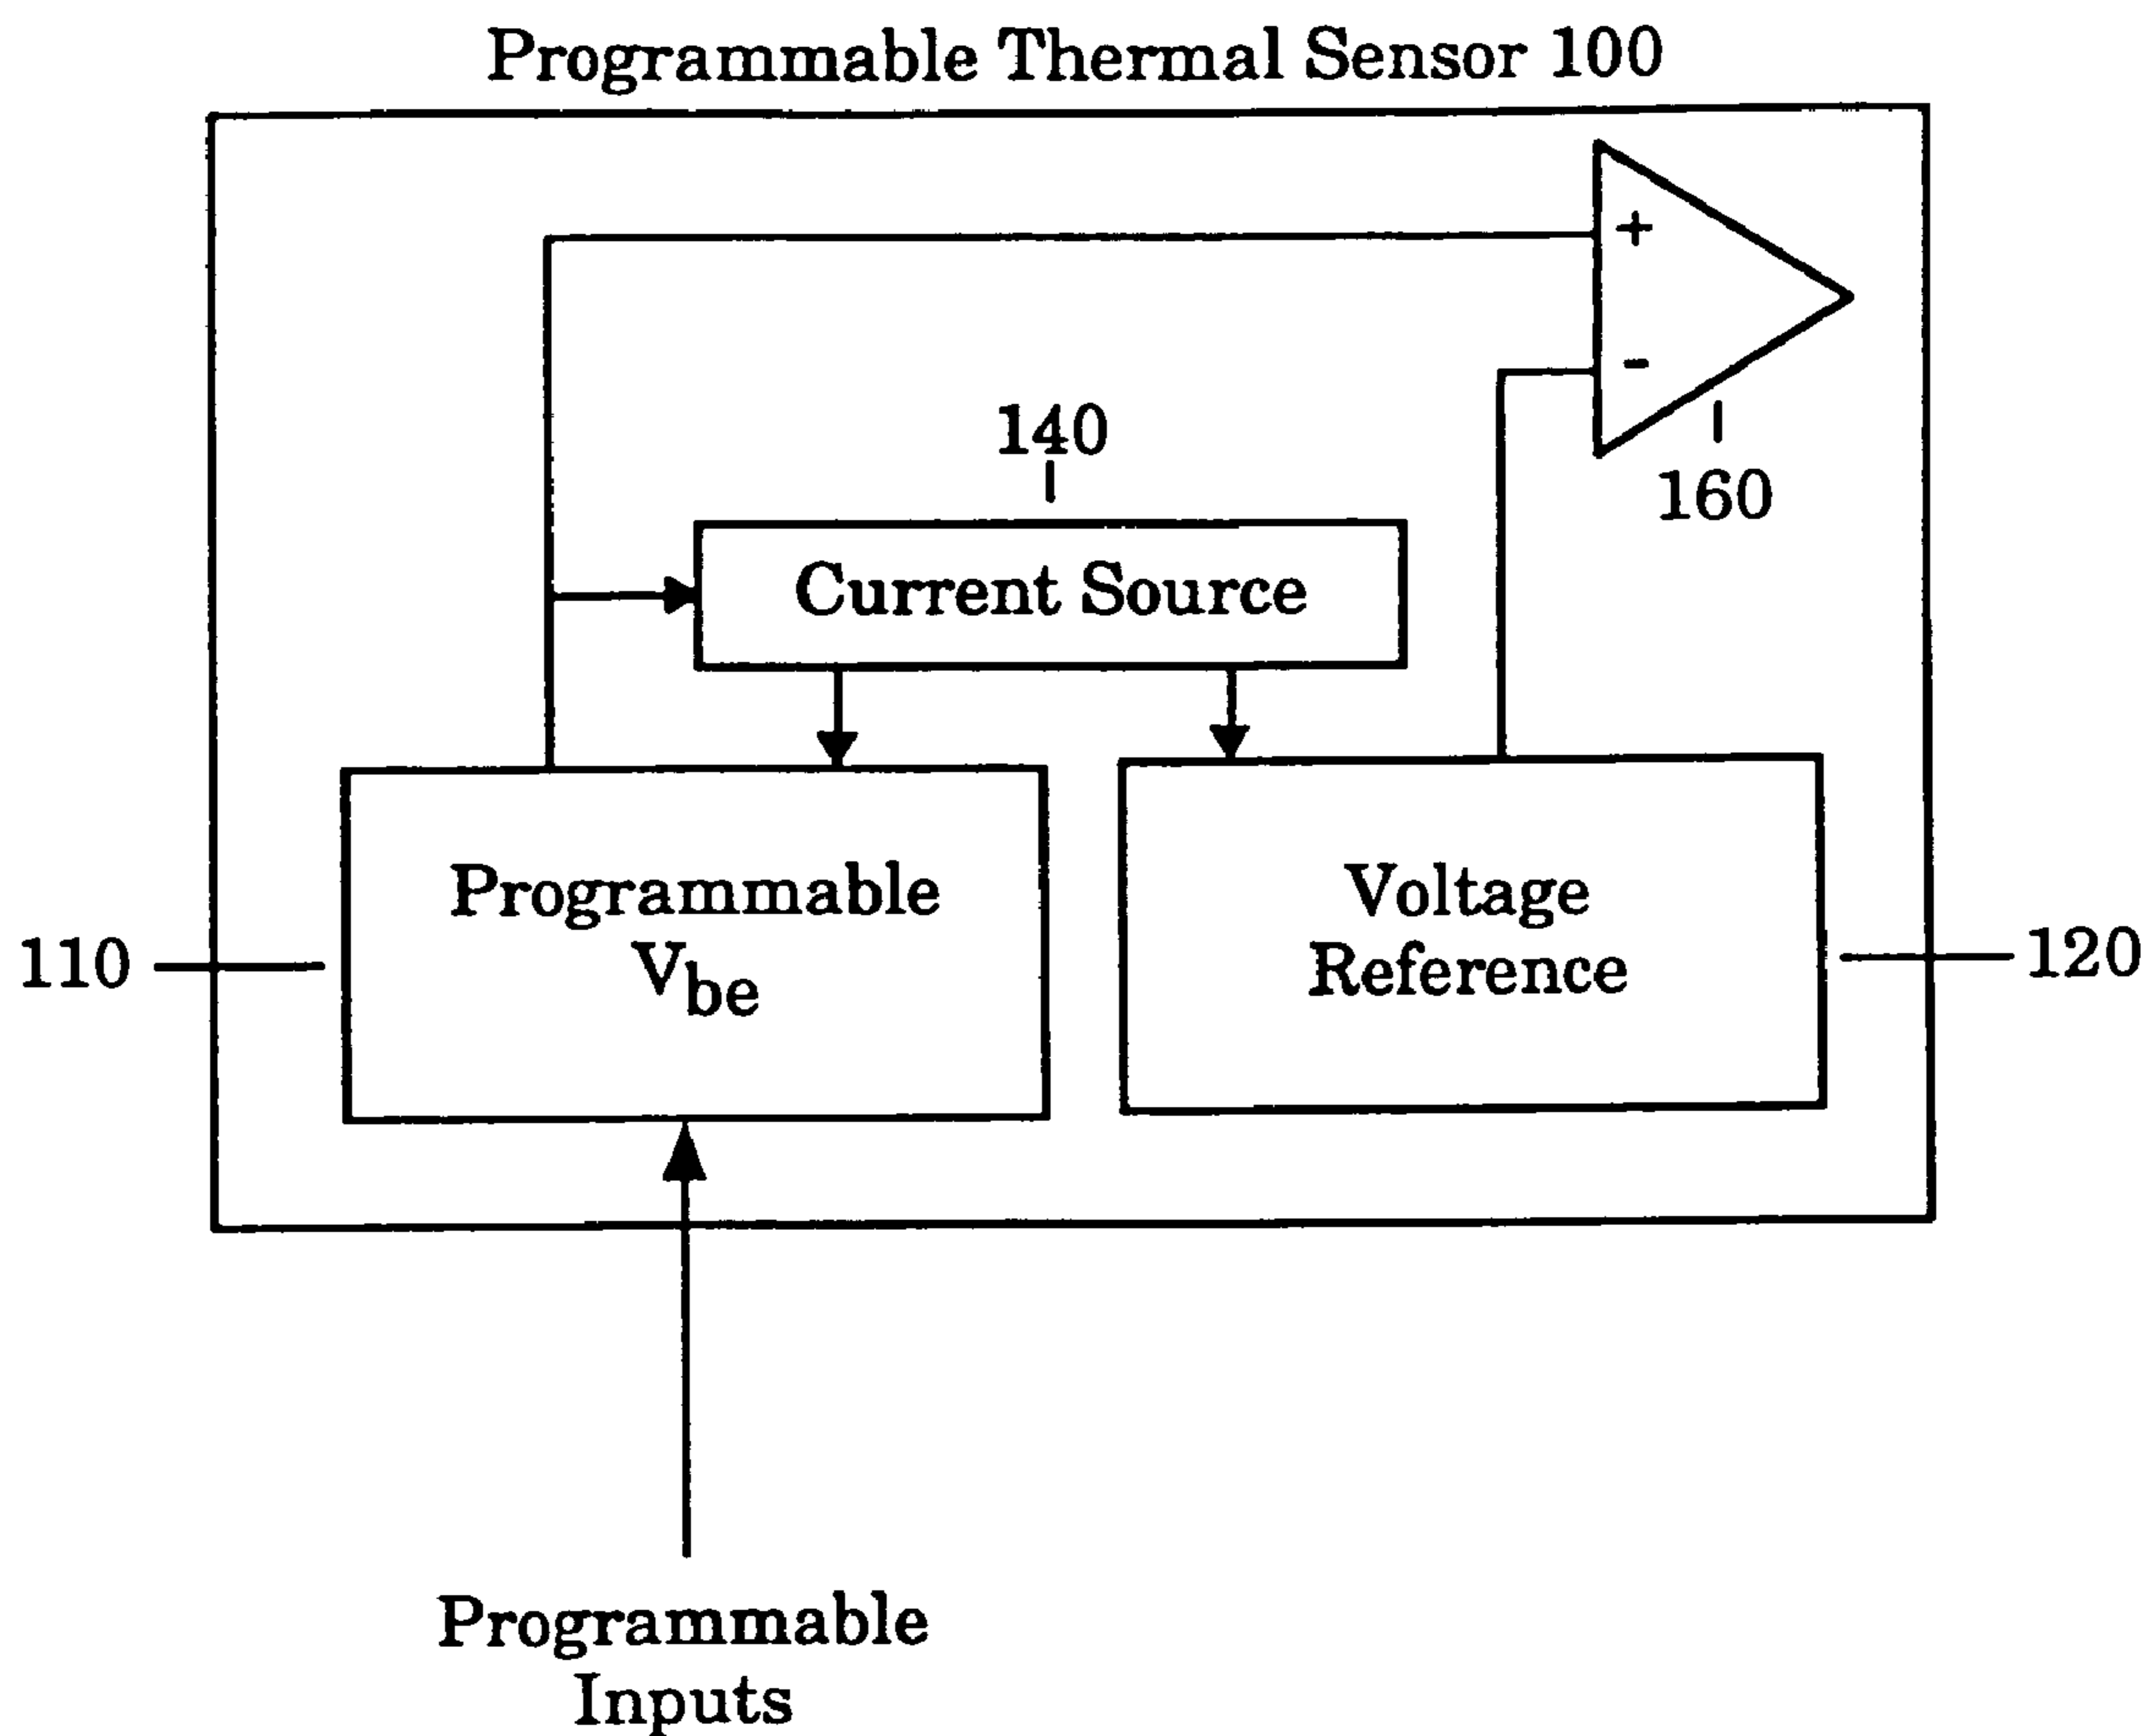 Programmable Thermal Sensor 100
+
-
140
160
Current Source
Programmable
Vbe
Voltage
Reference
110
120
Programmable
Inputs